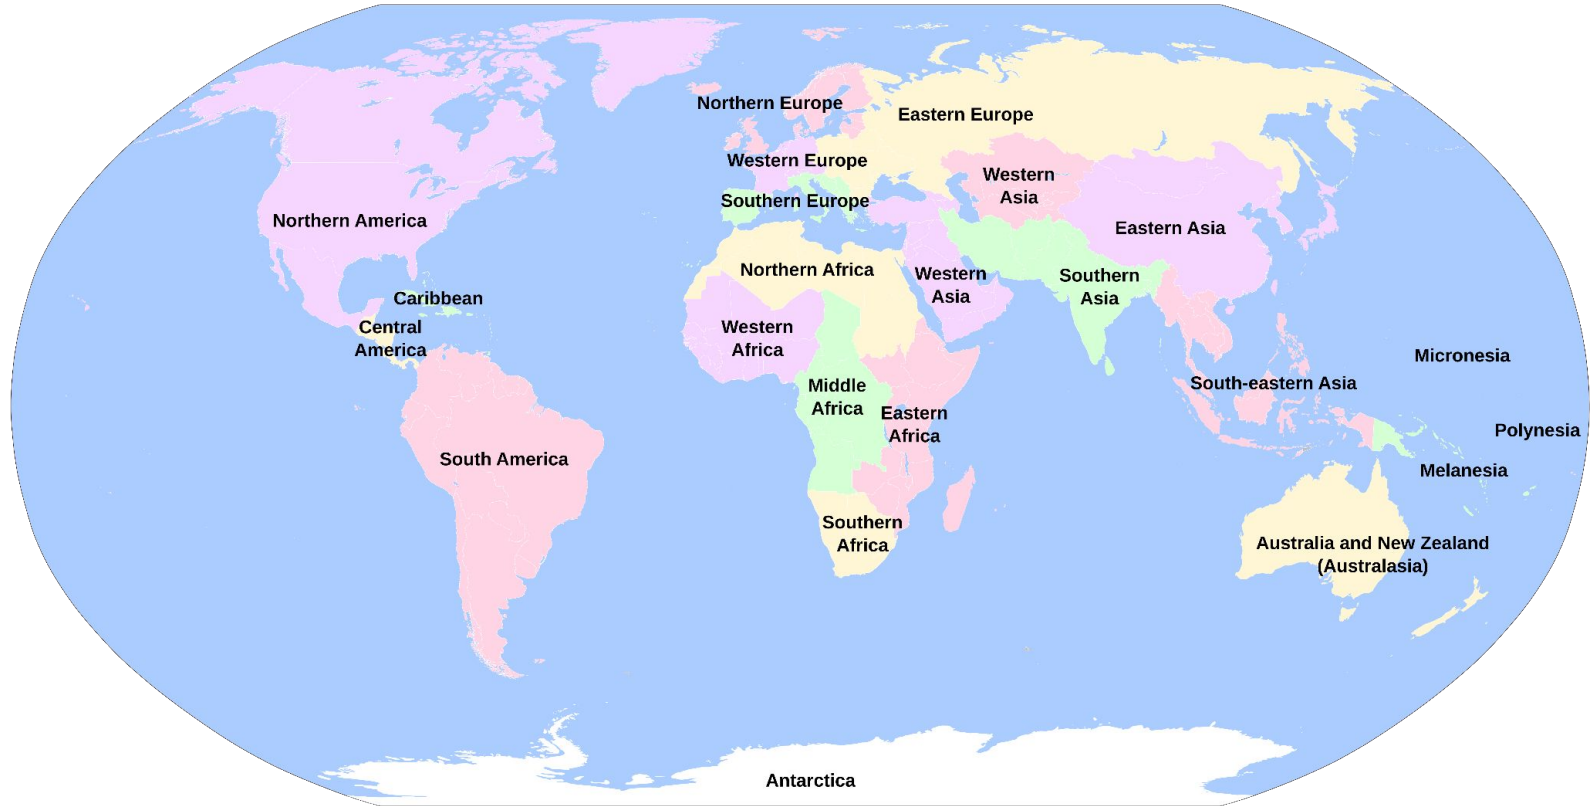 Northern Europe
Eastern Europe
Western Europe
Western
Asia
Southern Europe
Northern America
Eastern Asia
Northern Africa
Western
Asia
Southern
Asia
Caribbean
Central
America
Western
Africa
Micronesia
Middle
Africa
South-eastern Asia
Eastern
Africa
Polynesia
South America
Melanesia
Southern
Africa
Australia and New Zealand
(Australasia)
Antarctica